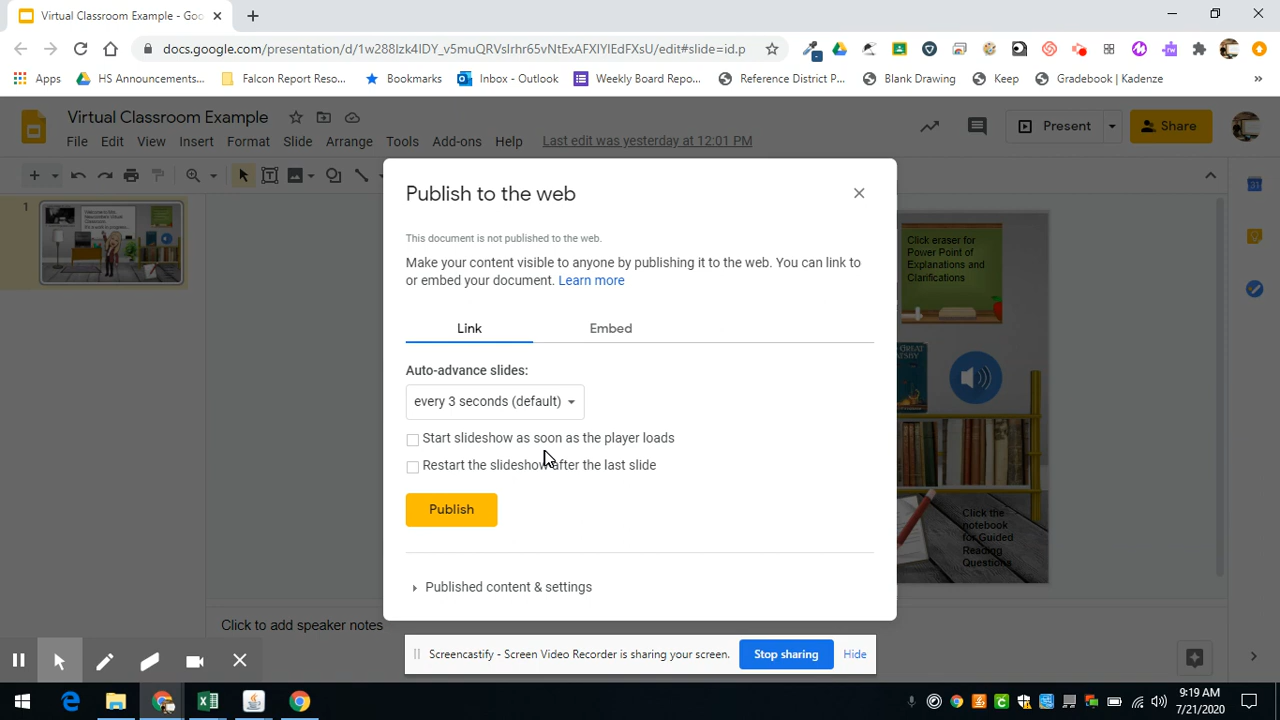 Virtual Classroom Example - Goo
docs.google.com/presentation/d/1w288lzk4IDY_v5muQRVsIrhr65vNtExAFXIYIEdFXsU/edit#slide=id.p
Apps
HS Announcements...
Falcon Report Reso...
Bookmarks
Inbox - Outlook
Weekly Board Repo...
Reference District P...
Blank Drawing
Keep
Gradebook | Kadenze
»
Virtual Classroom Example
File Edit View Insert Format Slide Arrange Tools Add-ons Help Last edit was yesterday at 12:01 PM
Present
Share
1
Publish to the web
This document is not published to the web.
Make your content visible to anyone by publishing it to the web. You can link to
or embed your document. Learn more
Link
Embed
Auto-advance slides:
every 3 seconds (default)
Start slideshow as soon as the player loads
Restart the slideshow after the last slide
Publish
Published content & settings
Click eraser for
Power Point of
Explanations and
Clarifications
GREAT
Click the
notebook
for Guided
Reading
Questions
31
Click to add speaker notes
Screencastify - Screen Video Recorder is sharing your screen.
Stop sharing
Hide
9:19 AM
7/21/2020